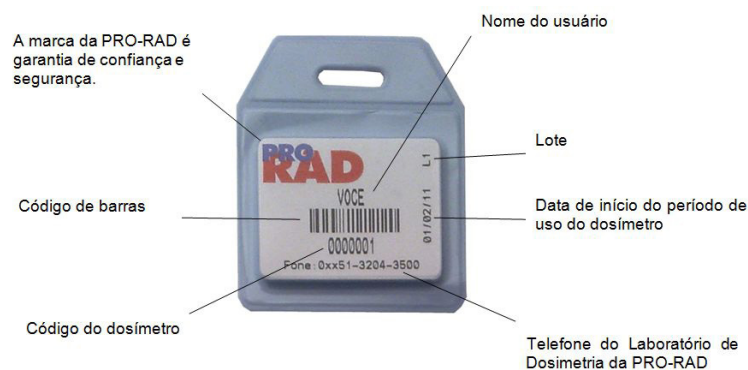 Nome do usuário
A marca da PRO-RAD é
garantia de confiança e
segurança.
PRO
RAD
L1
Lote
VOCE
Código de barras
01/02/11
Data de início do período de
uso do dosímetro
0000001
Fone:0xx51-3204-3500
Código do dosímetro
Telefone do Laboratório de
Dosimetria da PRO-RAD